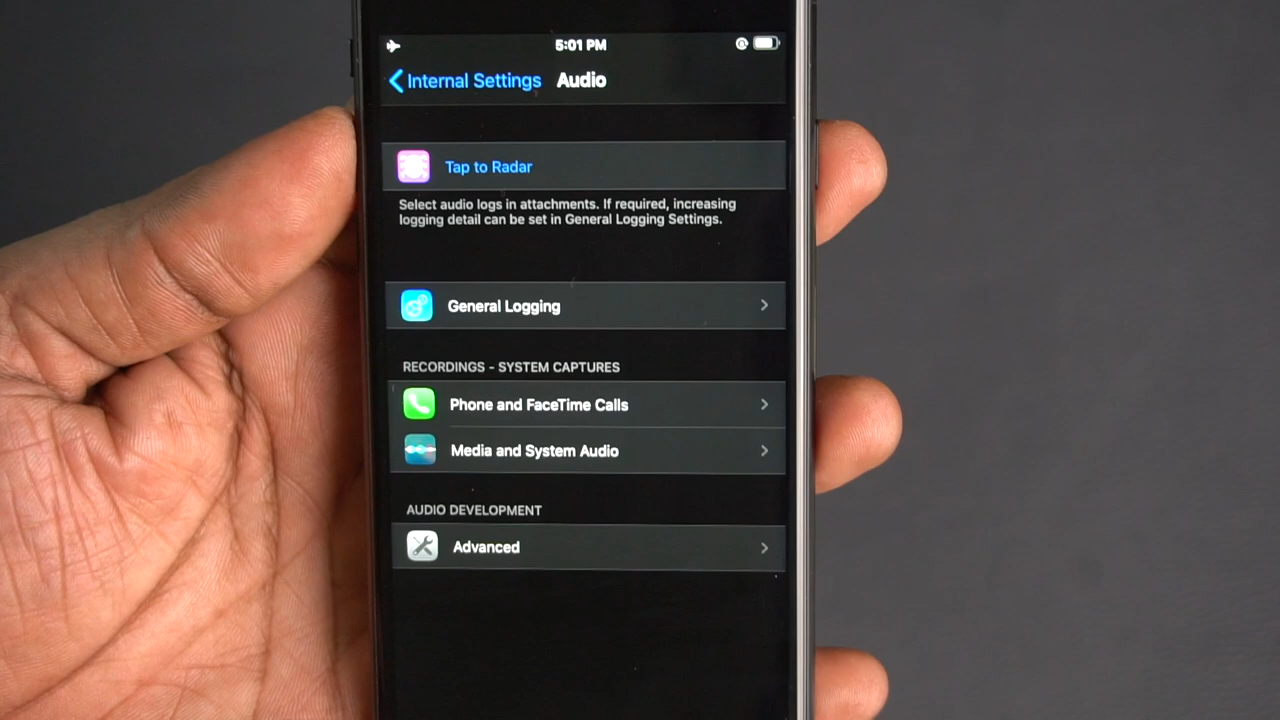 5:01 PM
Internal Settings Audio
Tap to Radar
Select audio logs in attachments. If required, increasing
logging detail can be set in General Logging Settings.
General Logging
RECORDINGS - SYSTEM CAPTURES
Phone and FaceTime Calls
Media and System Audio
AUDIO DEVELOPMENT
Advanced